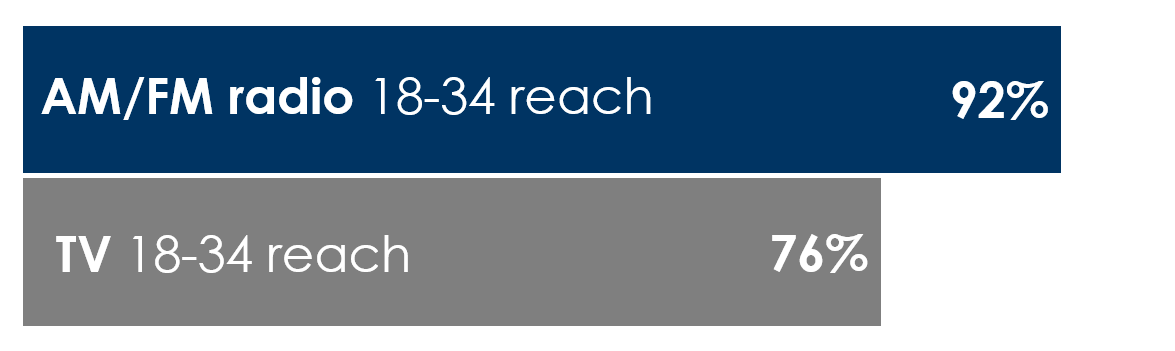 AM/FM radio 18-34 reach 92%
TV 18-34 reach 76%